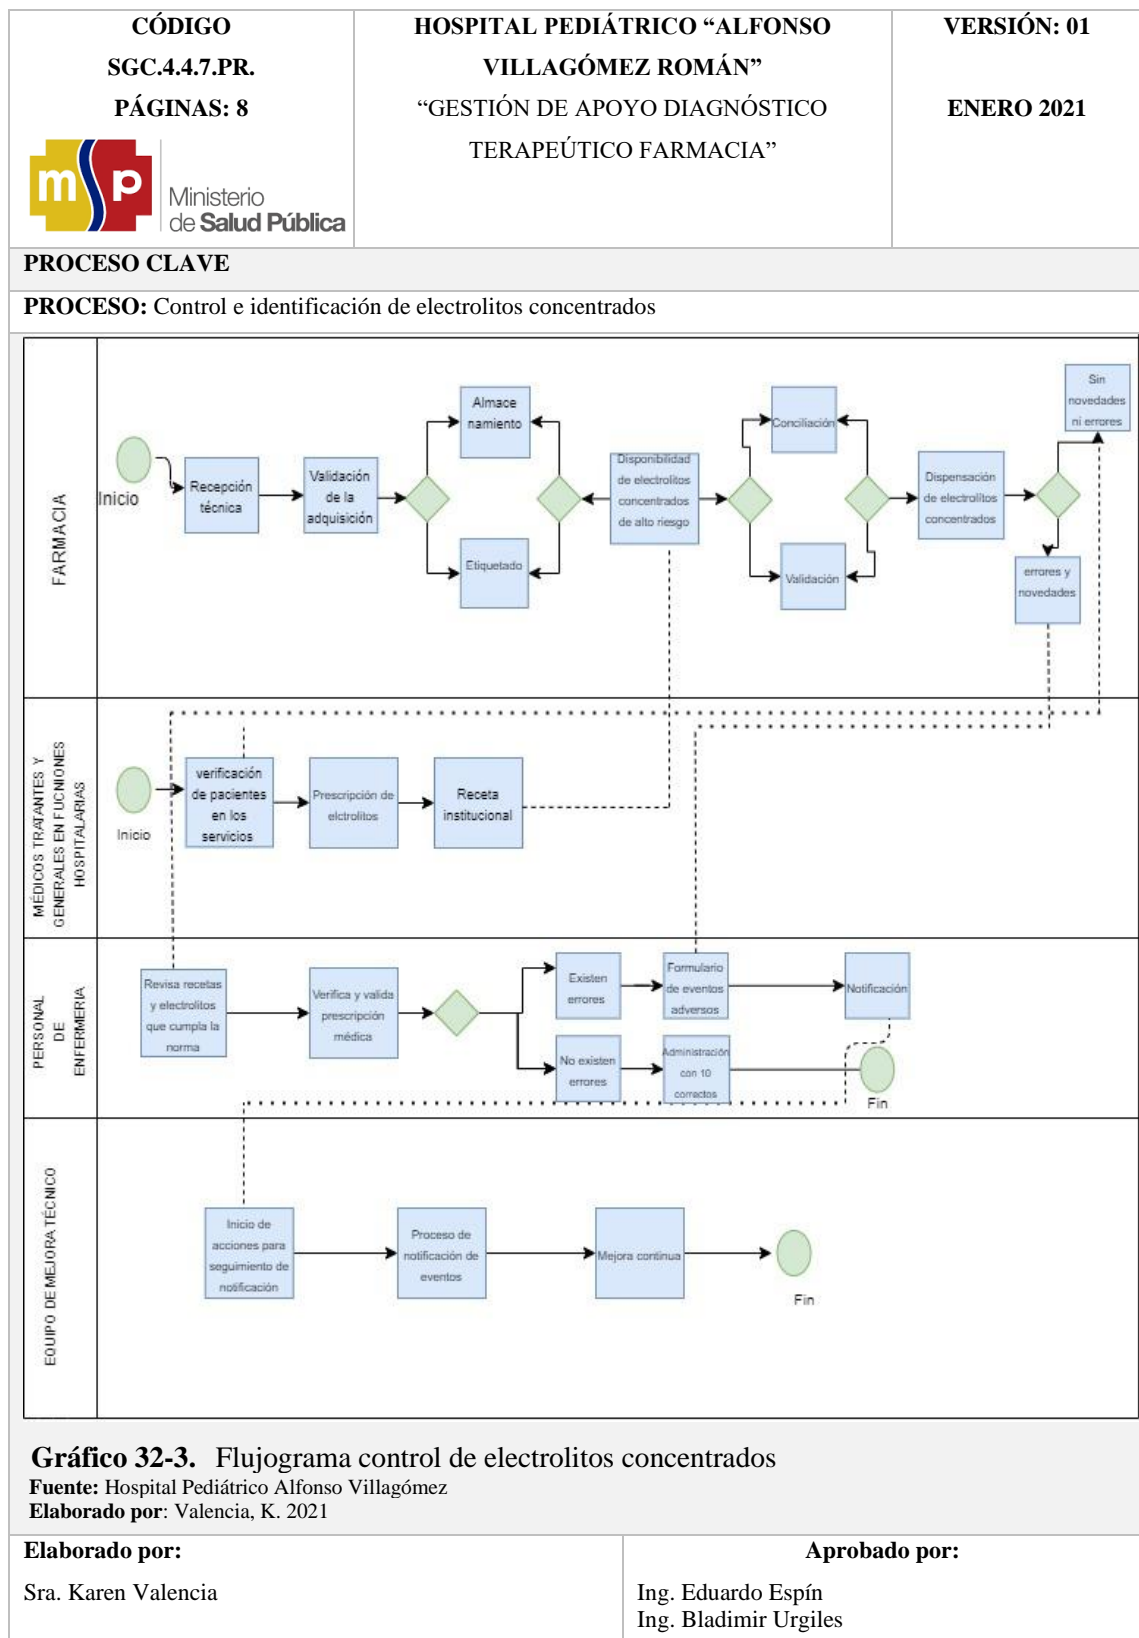 CÓDIGO
SGC.4.4.7.PR.
PÁGINAS: 8
msp
Ministerio
de Salud Pública
HOSPITAL PEDIÁTRICO “ALFONSO
VILLAGÓMEZ ROMÁN”
“GESTIÓN DE APOYO DIAGNÓSTICO
TERAPEÚTICO FARMACIA”
VERSIÓN: 01
ENERO 2021
PROCESO CLAVE
PROCESO: Control e identificación de electrolitos concentrados
FARMACIA
Inicio
Recepción
técnica
Validación
de la
adquisición
Almace
namiento
Etiquetado
Disponibilidad
de electrolitos
concentrados
de alto riesgo
Conciliación
Validación
Dispensación
de electrolitos
concentrados
Sin
novedades
ni errores
errores y
novedades
MÉDICOS TRATANTES Y
GENERALES EN FUCNIONES
HOSPITALARIAS
Inicio
verificación
de pacientes
en los
servicios
Prescripción de
elctrolitos
Receta
institucional
PERSONAL
DE
ENFERMERIA
Revisa recetas
y electrolitos
que cumpla la
norma
Verifica y valida
prescripción
médica
Existen
errores
Formulario
de eventos
adversos
Notificación
No existen
errores
Administración
con 10
correctos
Fin
EQUIPO DE MEJORA TÉCNICO
Inicio de
acciones para
seguimiento de
notificación
Proceso de
notificación de
eventos
Mejora continua
Fin
Gráfico 32-3. Flujograma control de electrolitos concentrados
Fuente: Hospital Pediátrico Alfonso Villagómez
Elaborado por: Valencia, K. 2021
Elaborado por:
Sra. Karen Valencia
Aprobado por:
Ing. Eduardo Espín
Ing. Bladimir Urgiles